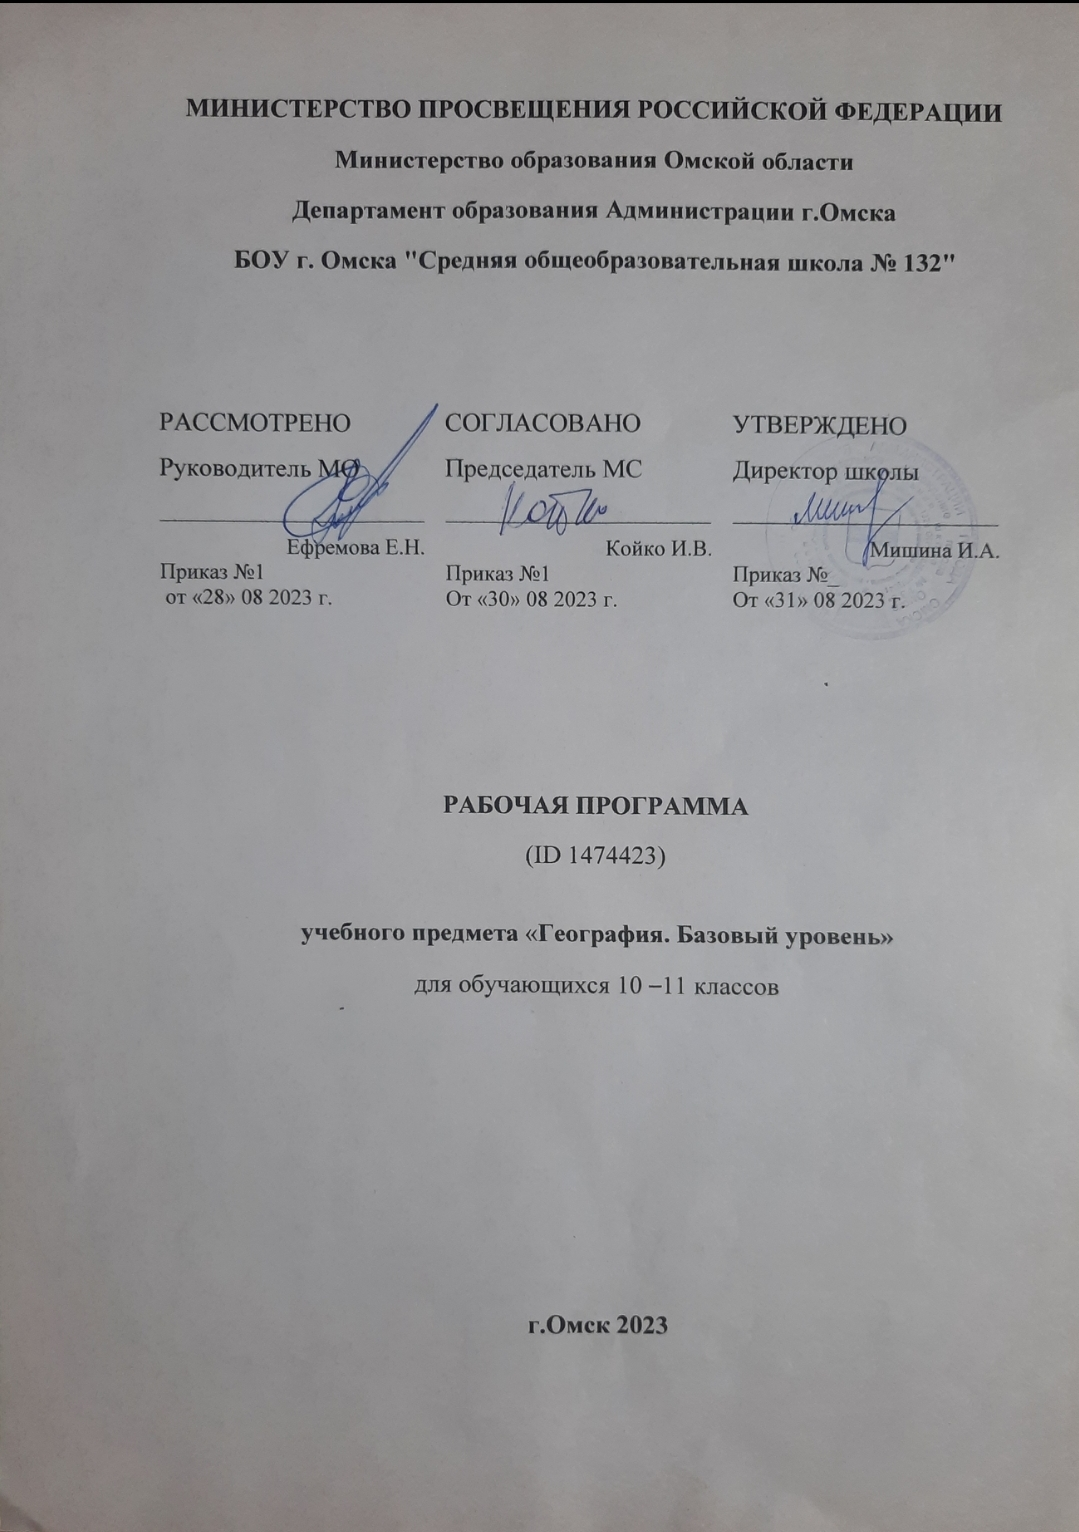 МИНИСТЕРСТВО ПРОСВЕЩЕНИЯ РОССИЙСКОЙ ФЕДЕРАЦИИ
Министерство образования Омской области
Департамент образования Администрации г.Омска
БОУ г. Омска "Средняя общеобразовательная школа № 132"
РАССМОТРЕНО
Руководитель МО
Ефремова Е.Н.
Приказ №1
от «28» 08 2023 г.
СОГЛАСОВАНО
Председатель МС
Койко И.В.
Приказ №1
От «30» 08 2023 г.
УТВЕРЖДЕНО
Директор школы
Мишина И.А.
Приказ №_
От «31» 08 2023 г.
РАБОЧАЯ ПРОГРАММА
(ID 1474423)
учебного предмета «География. Базовый уровень»
для обучающихся 10 –11 классов
г.Омск 2023